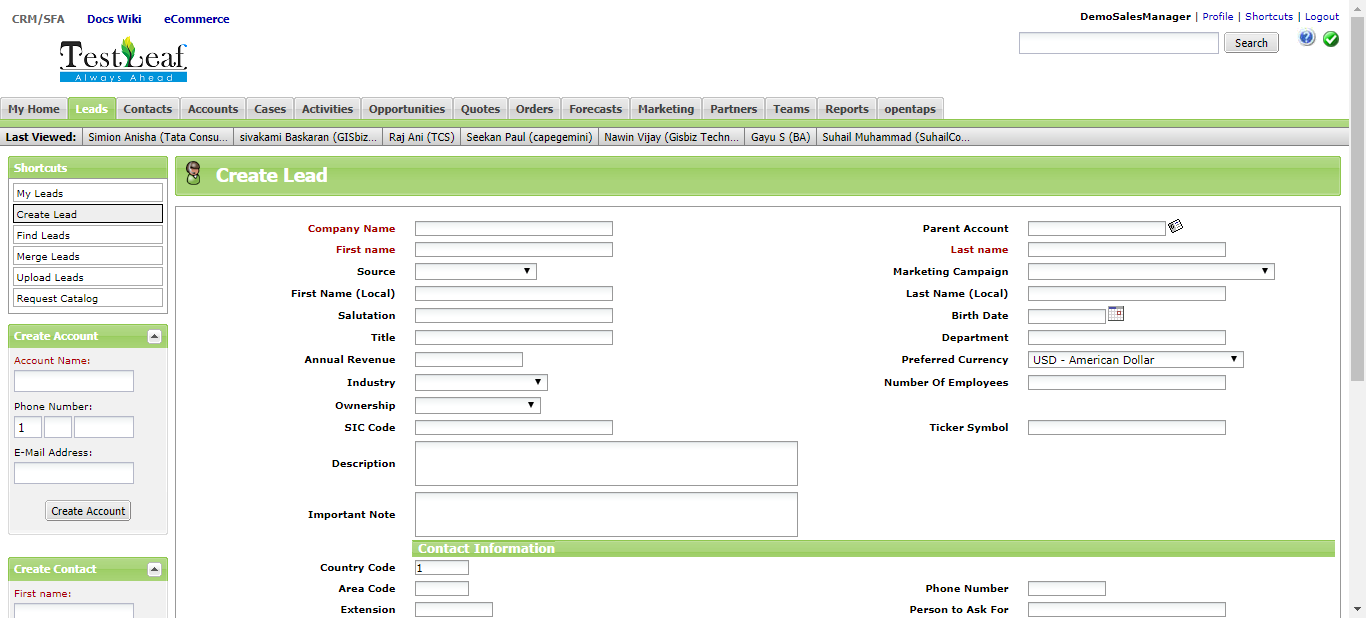 CRM/SFA Docs Wiki eCommerce
DemoSalesManager | Profile | Shortcuts | Logout
TestLeaf
Always Ahead
Search
My Home Leads Contacts Accounts Cases Activities Opportunities Quotes Orders Forecasts Marketing Partners Teams Reports opentaps
Last Viewed: Simion Anisha (Tata Consu... sivakami Baskaran (GISbiz... Raj Ani (TCS) Seekan Paul (capegemini) Nawin Vijay (Gisbiz Techn... Gayu S (BA) Suhail Muhammad (SuhailCo...
Shortcuts
My Leads
Create Lead
Find Leads
Merge Leads
Upload Leads
Request Catalog
Create Account
Account Name:
Phone Number:
1
E-Mail Address:
Create Account
Create Contact
First name:
Create Lead
Company Name Parent Account
First name Last name
Source Marketing Campaign
First Name (Local) Last Name (Local)
Salutation Birth Date
Title Department
Annual Revenue Preferred Currency USD - American Dollar
Industry Number Of Employees
Ownership
SIC Code Ticker Symbol
Description
Important Note
Contact Information
Country Code 1
Area Code Phone Number
Extension Person to Ask For